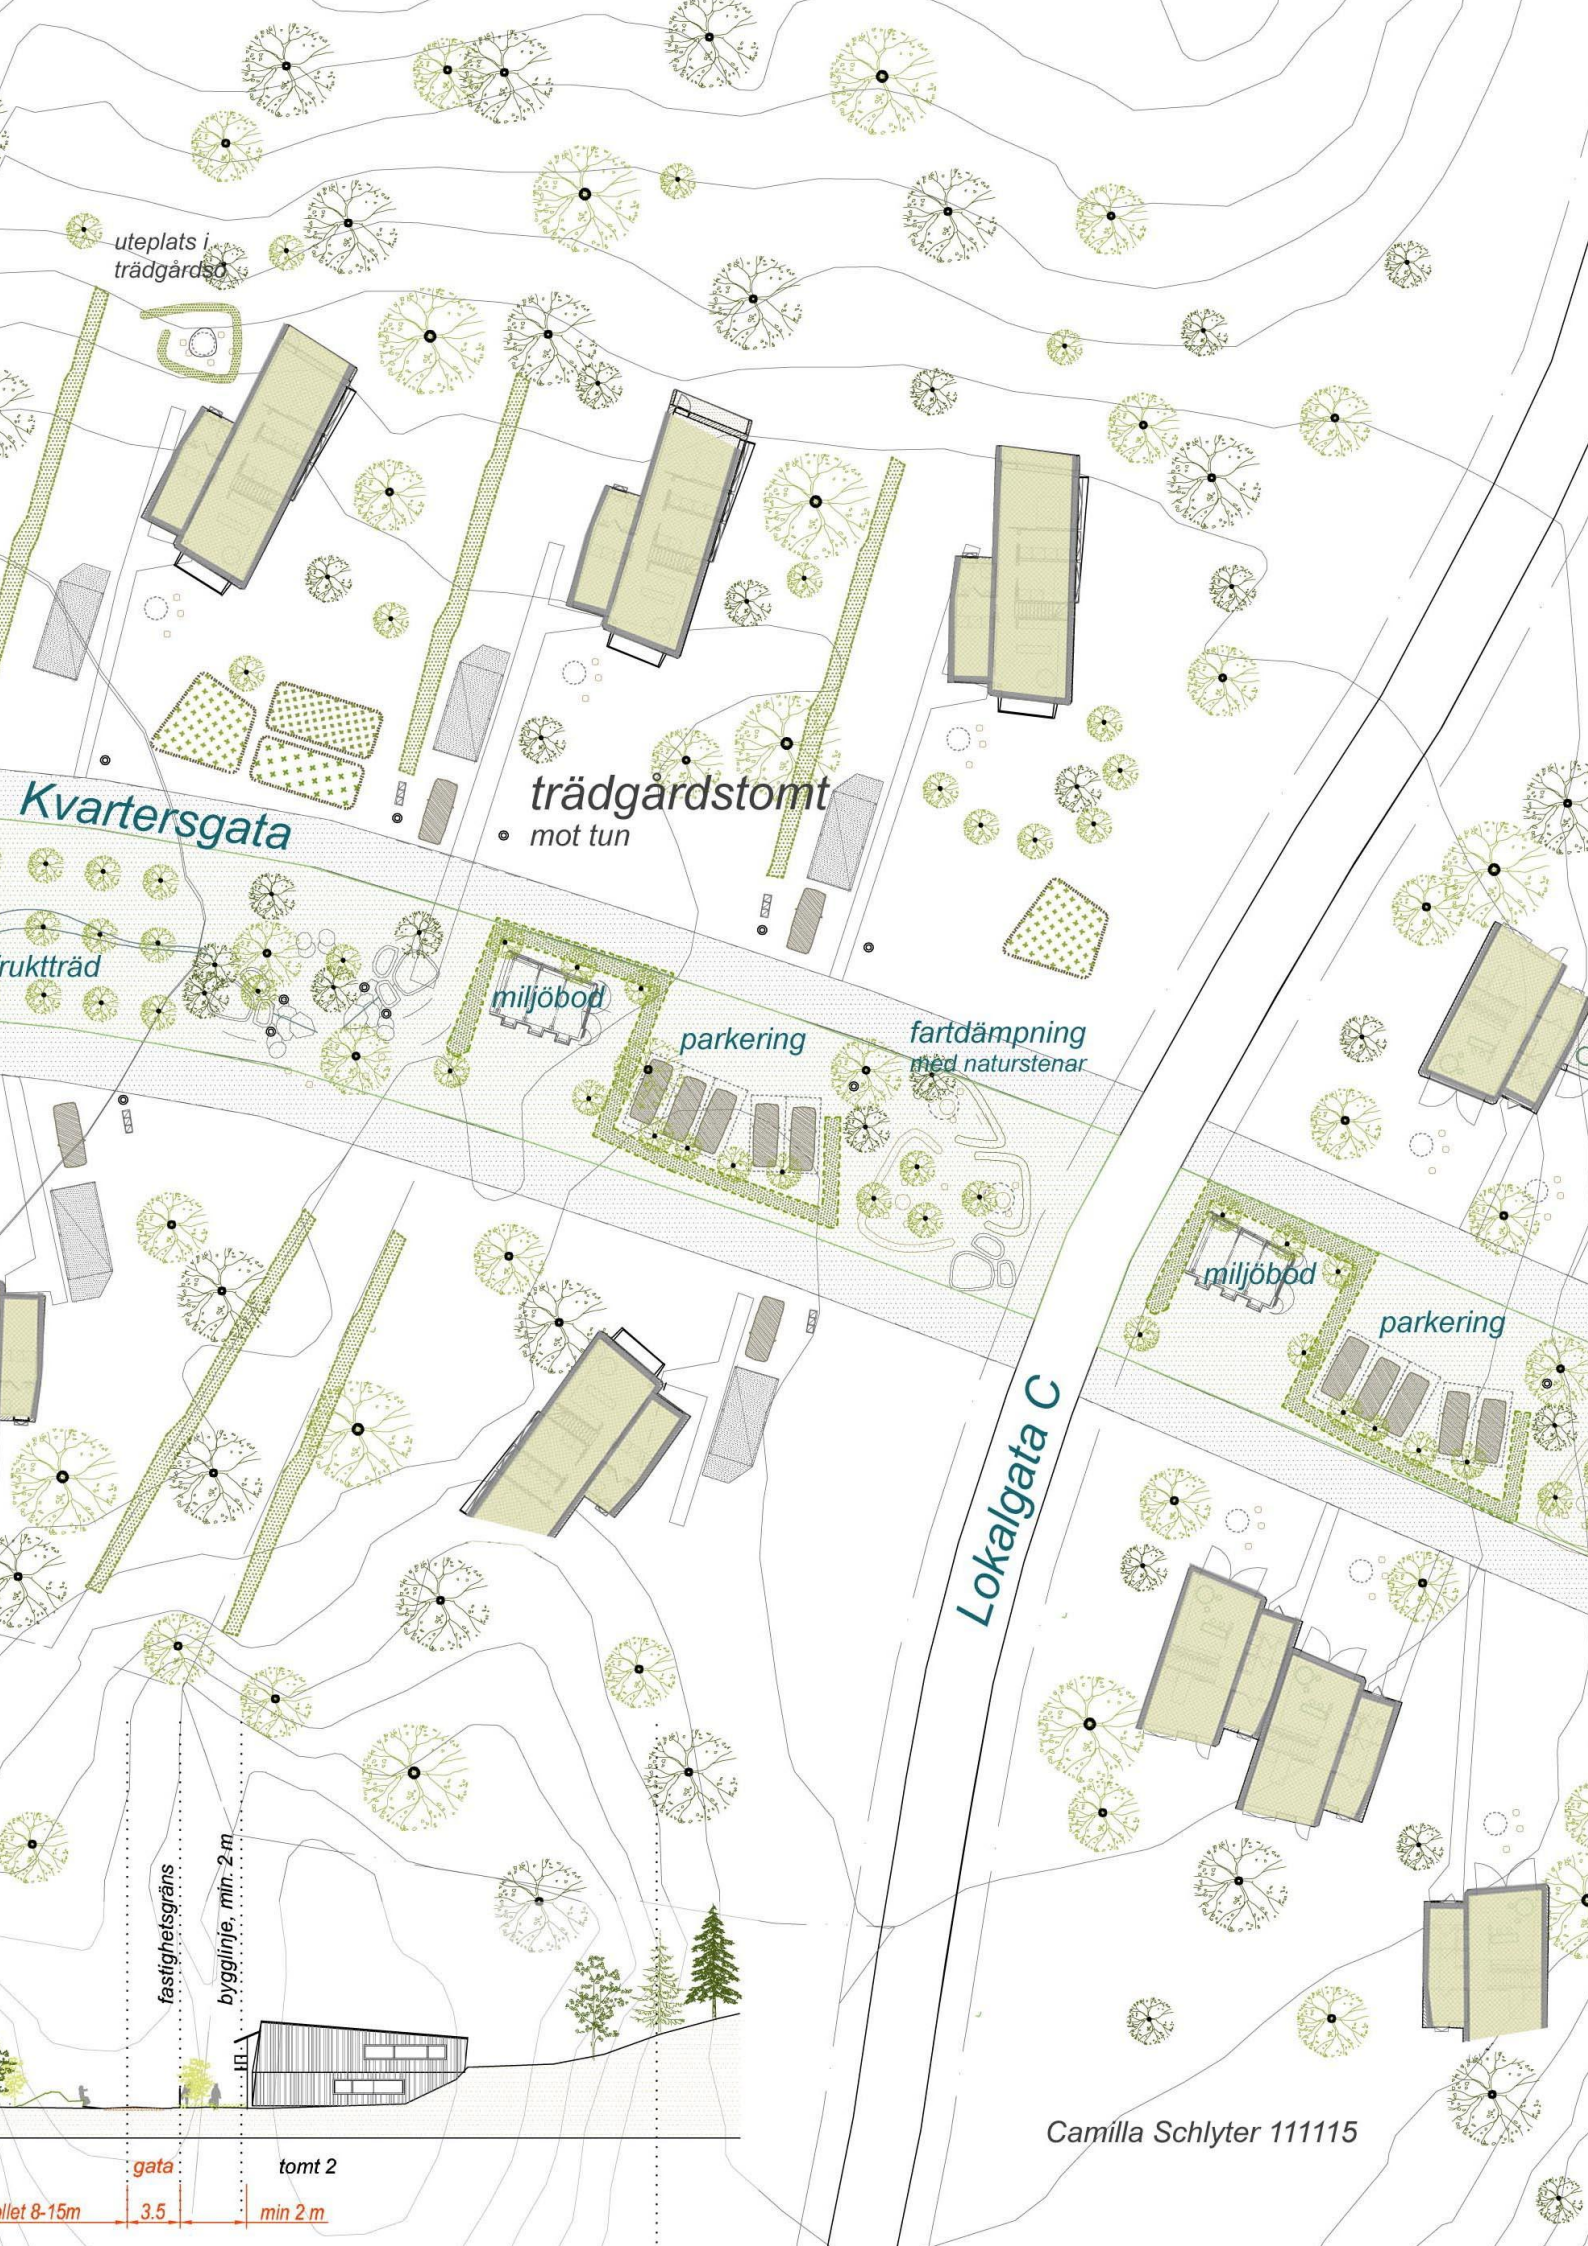 uteplats i
trädgårdso
Kvartersgata
trädgårdstomt
mot tun
ruktträd
miljöbod
parkering
fartdämpning
med naturstenar
miljöbod
parkering
Lokalgata C
fastighetsgräns
bygglinje, min. 2 m
Camilla Schlyter 111115
gata
tomt 2
llet 8-15m
3.5
min 2 m